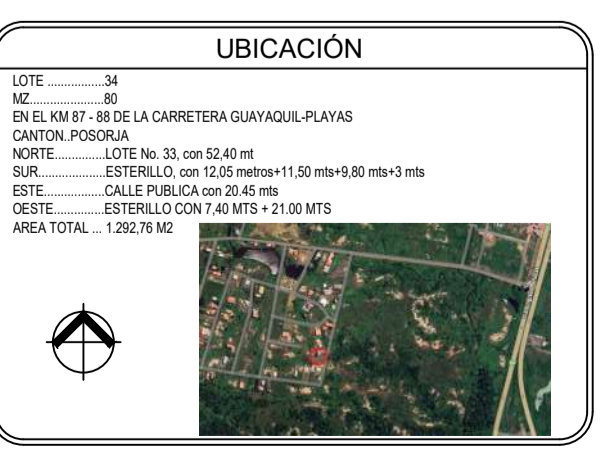 UBICACIÓN
LOTE .................34
MZ......................80
EN EL KM 87 - 88 DE LA CARRETERA GUAYAQUIL-PLAYAS
CANTON..POSORJA
NORTE...............LOTE No. 33, con 52,40 mt
SUR....................ESTERILLO, con 12,05 metros+11,50 mts+9,80 mts+3 mts
ESTE.................CALLE PUBLICA con 20.45 mts
OESTE...............ESTERILLO CON 7,40 MTS + 21.00 MTS
AREA TOTAL ... 1.292,76 M2